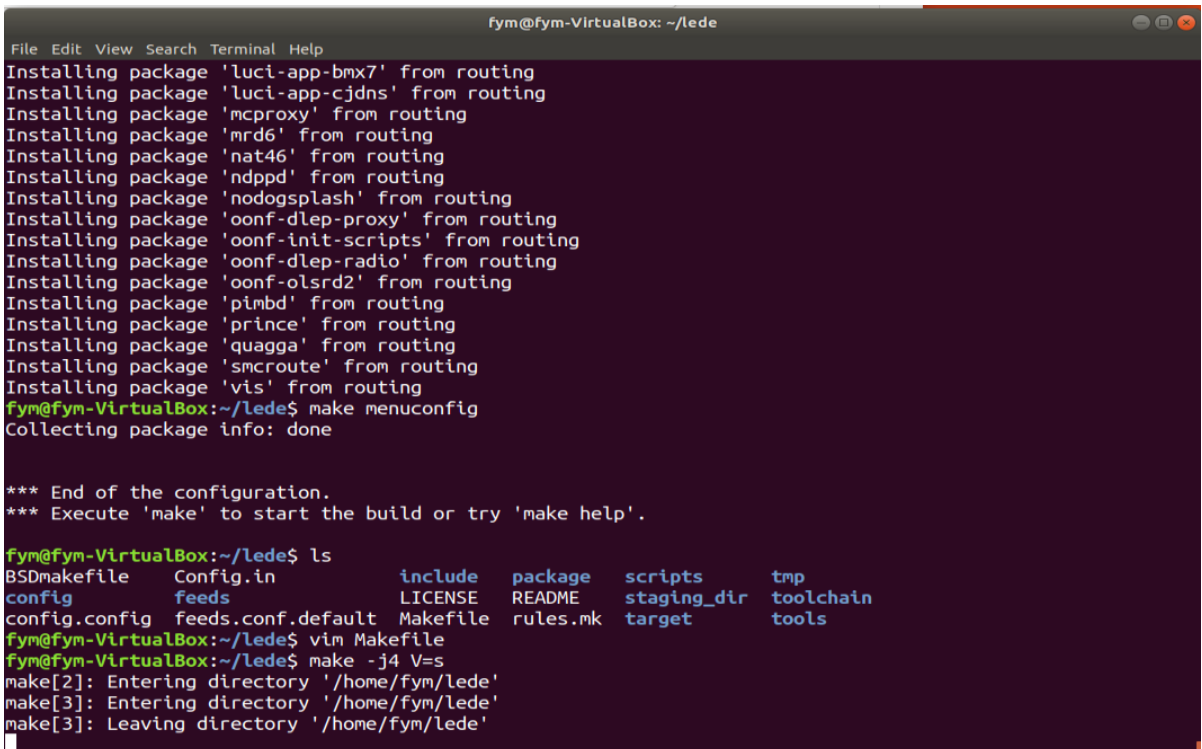 fym@fym-VirtualBox: ~/lede
File Edit View Search Terminal Help
Installing package 'luci-app-bmx7' from routing
Installing package 'luci-app-cjdns' from routing
Installing package 'mcproxy' from routing
Installing package 'mrd6' from routing
Installing package 'nat46' from routing
Installing package 'ndppd' from routing
Installing package 'nodogsplash' from routing
Installing package 'oonf-dlep-proxy' from routing
Installing package 'oonf-init-scripts' from routing
Installing package 'oonf-dlep-radio' from routing
Installing package 'oonf-olsrd2' from routing
Installing package 'pimbd' from routing
Installing package 'prince' from routing
Installing package 'quagga' from routing
Installing package 'smcroute' from routing
Installing package 'vis' from routing
fym@fym-VirtualBox:~/lede$ make menuconfig
Collecting package info: done
*** End of the configuration.
*** Execute 'make' to start the build or try 'make help'.
fym@fym-VirtualBox:~/lede$ ls
BSDmakefile Config.in include package scripts tmp
config feeds LICENSE README staging_dir toolchain
config.config feeds.conf.default Makefile rules.mk target tools
fym@fym-VirtualBox:~/lede$ vim Makefile
fym@fym-VirtualBox:~/lede$ make -j4 V=s
make[2]: Entering directory '/home/fym/lede'
make[3]: Entering directory '/home/fym/lede'
make[3]: Leaving directory '/home/fym/lede'